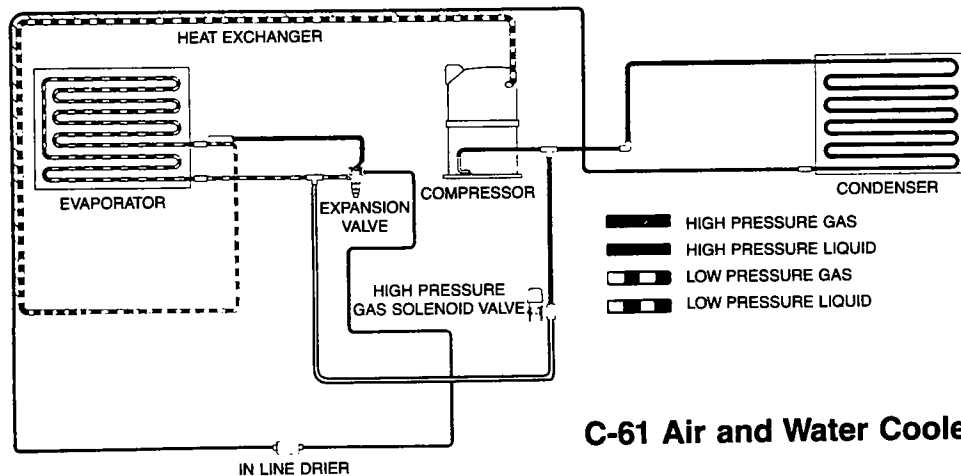 HEAT EXCHANGER
EVAPORATOR
EXPANSION
VALVE
COMPRESSOR
CONDENSER
HIGH PRESSURE GAS
HIGH PRESSURE LIQUID
LOW PRESSURE GAS
LOW PRESSURE LIQUID
HIGH PRESSURE
GAS SOLENOID VALVE
C-61 Air and Water Coole
IN LINE DRIER